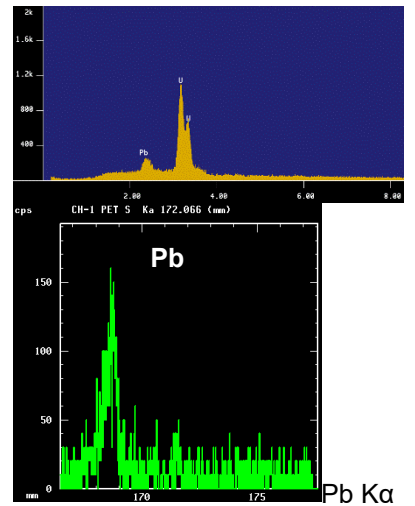 2k
1.6k
1.2k
U
800
U
Pb
400
2.00 4.00 6.00 8.00
cps CH-1 PET S Ka 172.066 (mm)
Pb
150
100
50
0
mm 170 175
Pb Kα